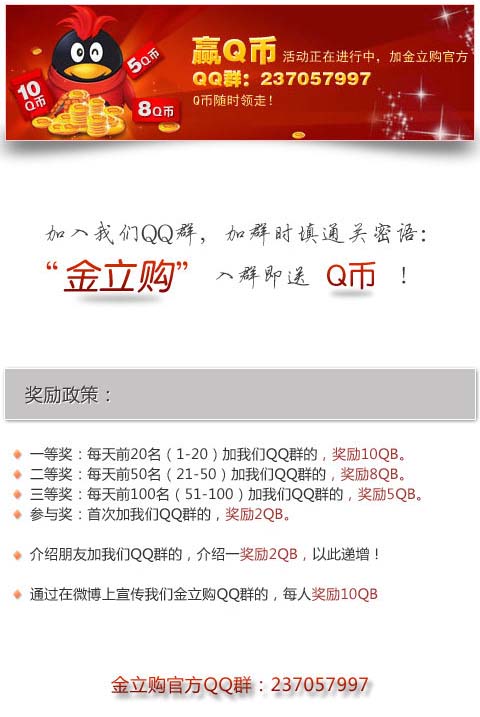 赢Q币 活动正在进行中，加金立购官方
QQ群：237057997
Q币随时领走！
5Q币
10
Q币
8Q币
加入我们QQ群，加群时填通关密语：
“金立购” 入群即送 Q币 ！
奖励政策：
一等奖：每天前20名（1-20）加我们QQ群的，奖励10QB。
二等奖：每天前50名（21-50）加我们QQ群的，奖励8QB。
三等奖：每天前100名（51-100）加我们QQ群的，奖励5QB。
参与奖：首次加我们QQ群的，奖励2QB。
介绍朋友加我们QQ群的，介绍一奖励2QB，以此递增！
通过在微博上宣传我们金立购QQ群的，每人奖励10QB
金立购官方QQ群：237057997